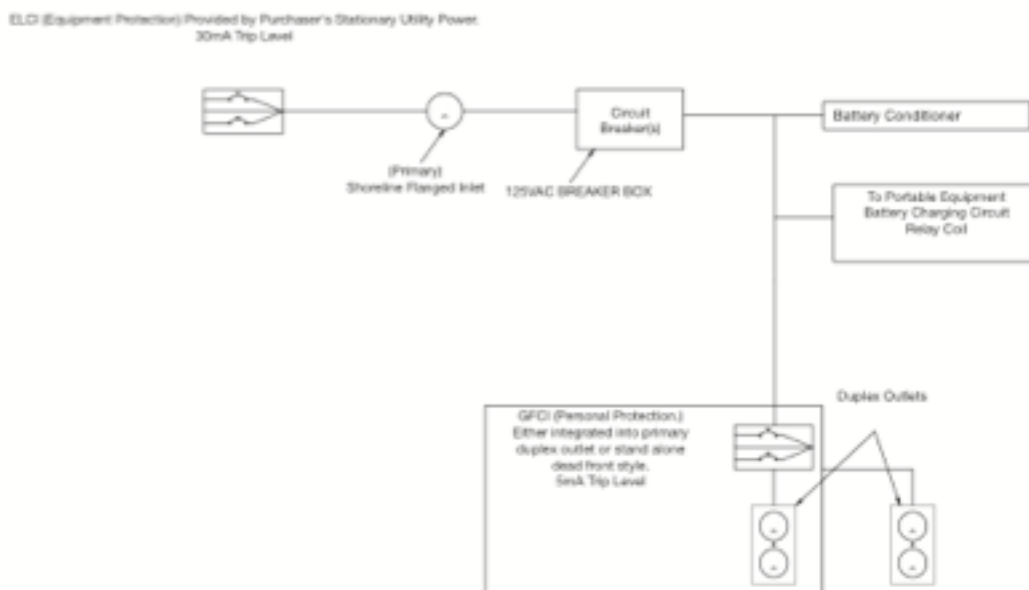 ELCI (Equipment Protection) Provided by Purchaser's Stationary Utility Power.
30mA Trip Level
Circuit
Breaker(s)
Battery Conditioner
(Primary)
Shoreline Flanged Inlet
125VAC BREAKER BOX
To Portable Equipment
Battery Charging Circuit
Relay Coil
Duplex Outlets
GFCI (Personal Protection.)
Either integrated into primary
duplex outlet or stand alone
dead front style.
5mA Trip Level